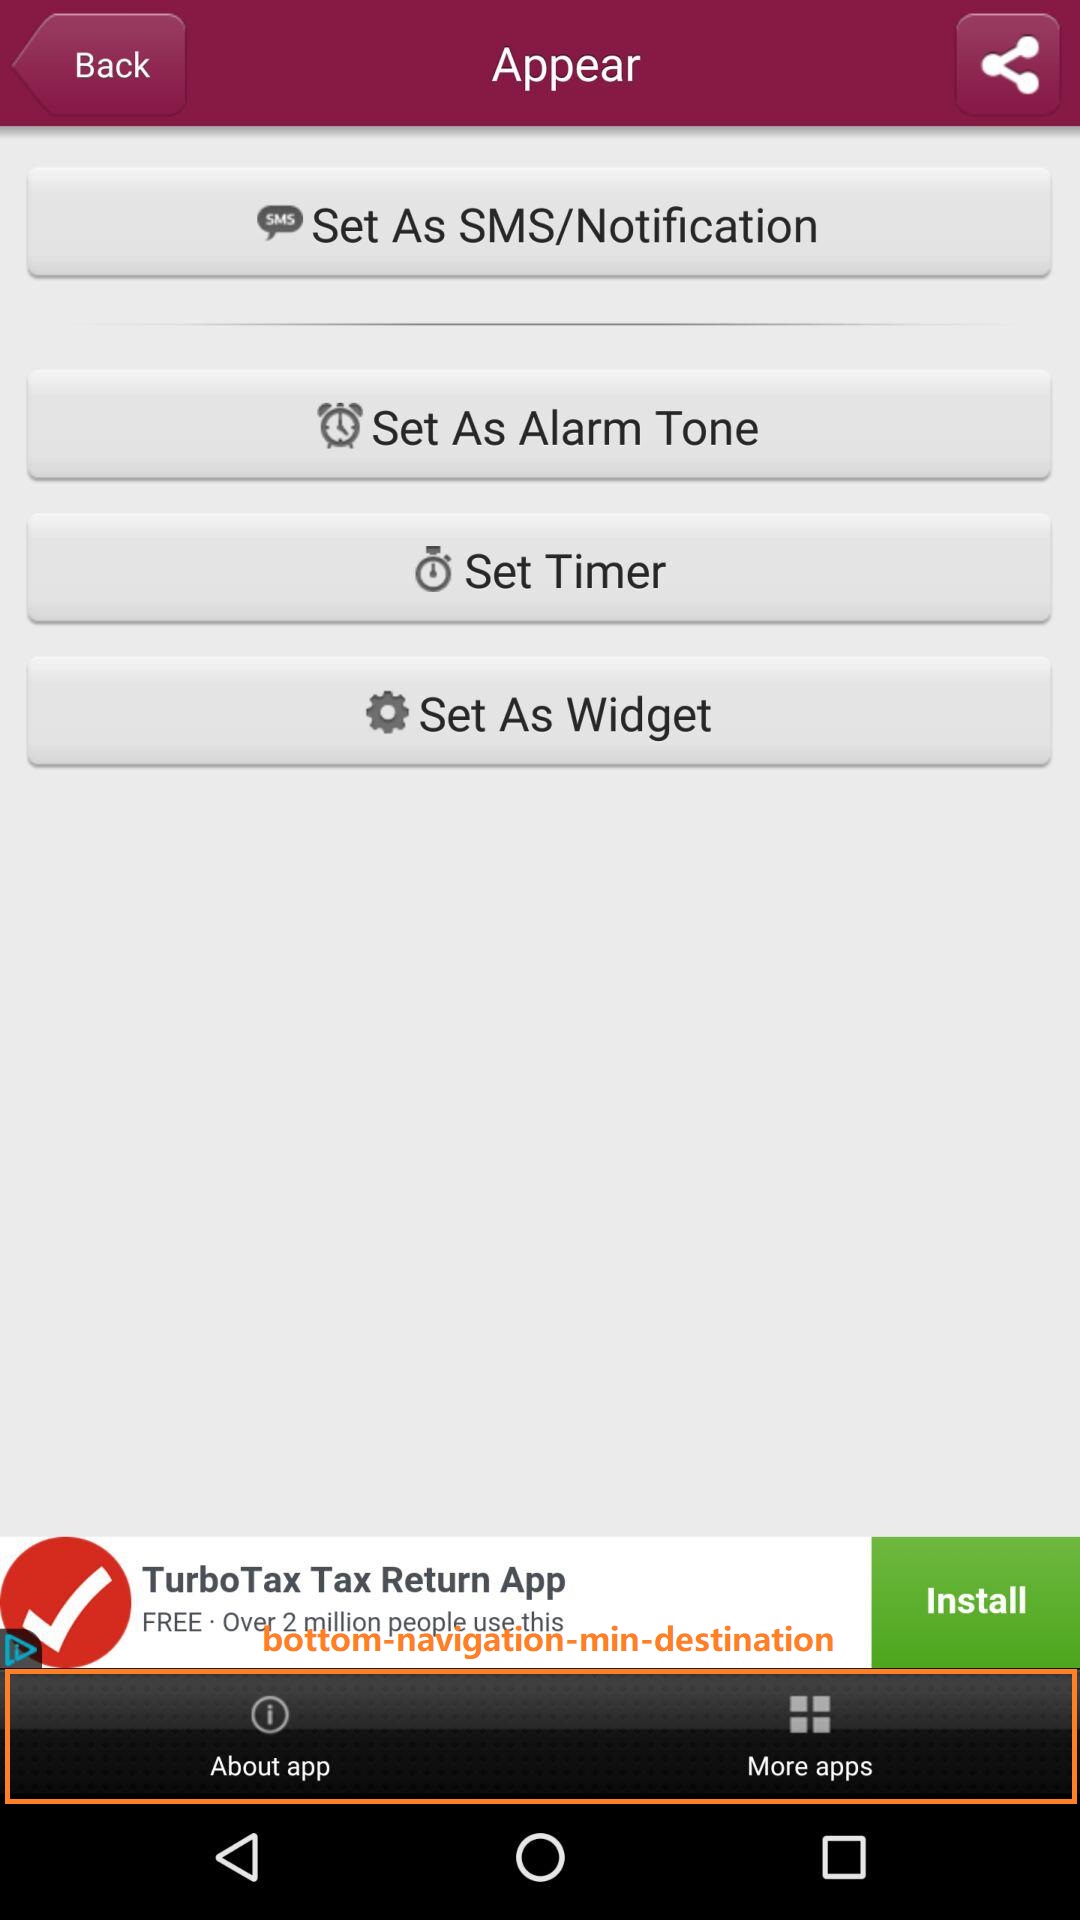 Back
Appear
SMS Set As SMS/Notification
Set As Alarm Tone
Set Timer
Set As Widget
TurboTax Tax Return App
FREE · Over 2 million people use this
Install
bottom-navigation-min-destination
About app
More apps